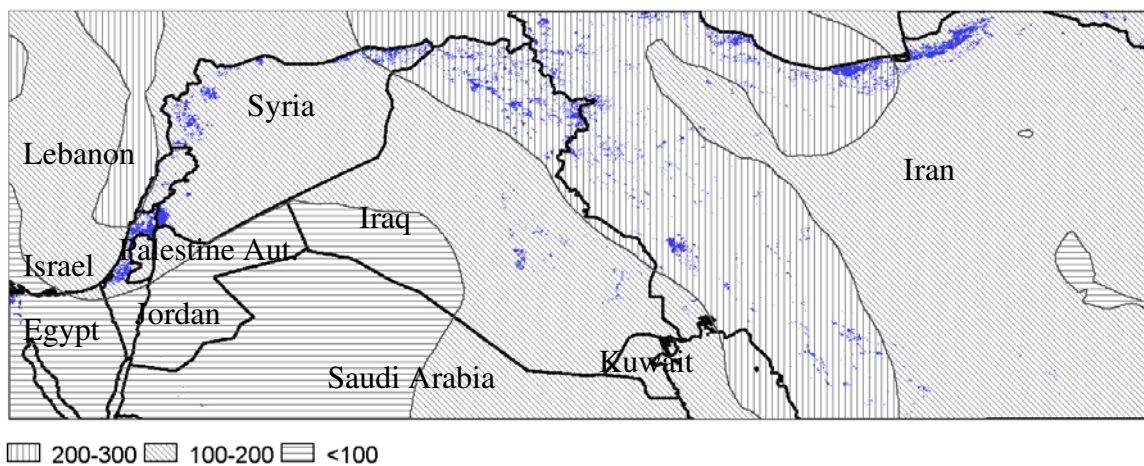 Syria
Lebanon
Iran
Iraq
Palestine Aut.
Israel
Jordan
Egypt
Kuwait
Saudi Arabia
200-300 100-200 <100